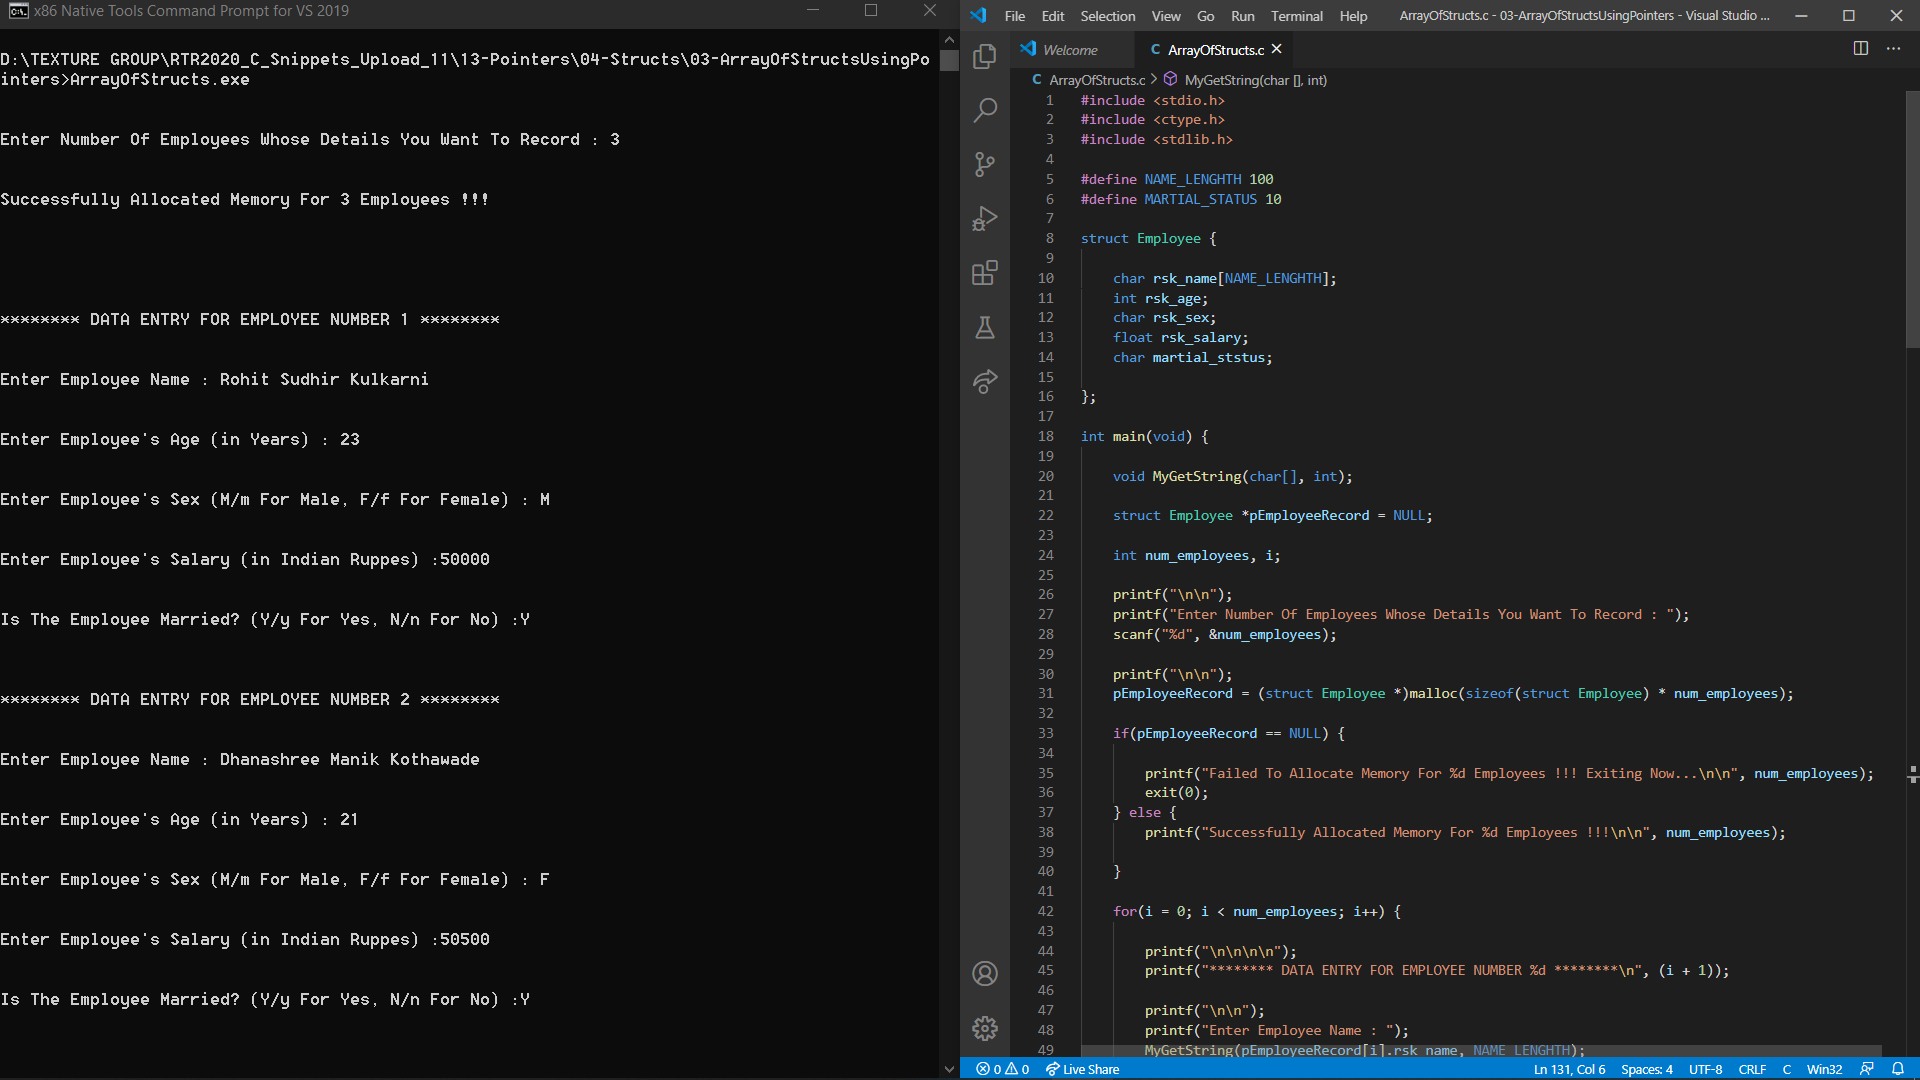 x86 Native Tools Command Prompt for VS 2019
D:\TEXTURE GROUP\RTR2020_C_Snippets_Upload_11\13-Pointers\04-Structs\03-ArrayOfStructsUsingPo
inters>ArrayOfStructs.exe
Enter Number Of Employees Whose Details You Want To Record : 3
Successfully Allocated Memory For 3 Employees !!!
******** DATA ENTRY FOR EMPLOYEE NUMBER 1 ********
Enter Employee Name : Rohit Sudhir Kulkarni
Enter Employee's Age (in Years) : 23
Enter Employee's Sex (M/m For Male, F/f For Female) : M
Enter Employee's Salary (in Indian Ruppes) :50000
Is The Employee Married? (Y/y For Yes, N/n For No) :Y
******** DATA ENTRY FOR EMPLOYEE NUMBER 2 ********
Enter Employee Name : Dhanashree Manik Kothawade
Enter Employee's Age (in Years) : 21
Enter Employee's Sex (M/m For Male, F/f For Female) : F
Enter Employee's Salary (in Indian Ruppes) :50500
Is The Employee Married? (Y/y For Yes, N/n For No) :Y
File Edit Selection View Go Run Terminal Help ArrayOfStructs.c - 03-ArrayOfStructsUsingPointers - Visual Studio ...
Welcome C ArrayOfStructs.c
C ArrayOfStructs.c > MyGetString(char [], int)
1 #include <stdio.h>
2 #include <ctype.h>
3 #include <stdlib.h>
4
5 #define NAME_LENGHTH 100
6 #define MARTIAL_STATUS 10
7
8 struct Employee {
9
10 char rsk_name[NAME_LENGHTH];
11 int rsk_age;
12 char rsk_sex;
13 float rsk_salary;
14 char martial_ststus;
15
16 };
17
18 int main(void) {
19
20 void MyGetString(char[], int);
21
22 struct Employee *pEmployeeRecord = NULL;
23
24 int num_employees, i;
25
26 printf("\n\n");
27 printf("Enter Number Of Employees Whose Details You Want To Record : ");
28 scanf("%d", &num_employees);
29
30 printf("\n\n");
31 pEmployeeRecord = (struct Employee *)malloc(sizeof(struct Employee) * num_employees);
32
33 if(pEmployeeRecord == NULL) {
34
35 printf("Failed To Allocate Memory For %d Employees !!! Exiting Now...\n\n", num_employees);
36 exit(0);
37 } else {
38 printf("Successfully Allocated Memory For %d Employees !!!\n\n", num_employees);
39
40 }
41
42 for(i = 0; i < num_employees; i++) {
43
44 printf("\n\n\n\n");
45 printf("******** DATA ENTRY FOR EMPLOYEE NUMBER %d ********\n", (i + 1));
46
47 printf("\n\n");
48 printf("Enter Employee Name : ");
49 MyGetString(pEmployeeRecord[i].rsk_name, NAME_LENGHTH);
0 0 Live Share Ln 131, Col 6 Spaces: 4 UTF-8 CRLF C Win32